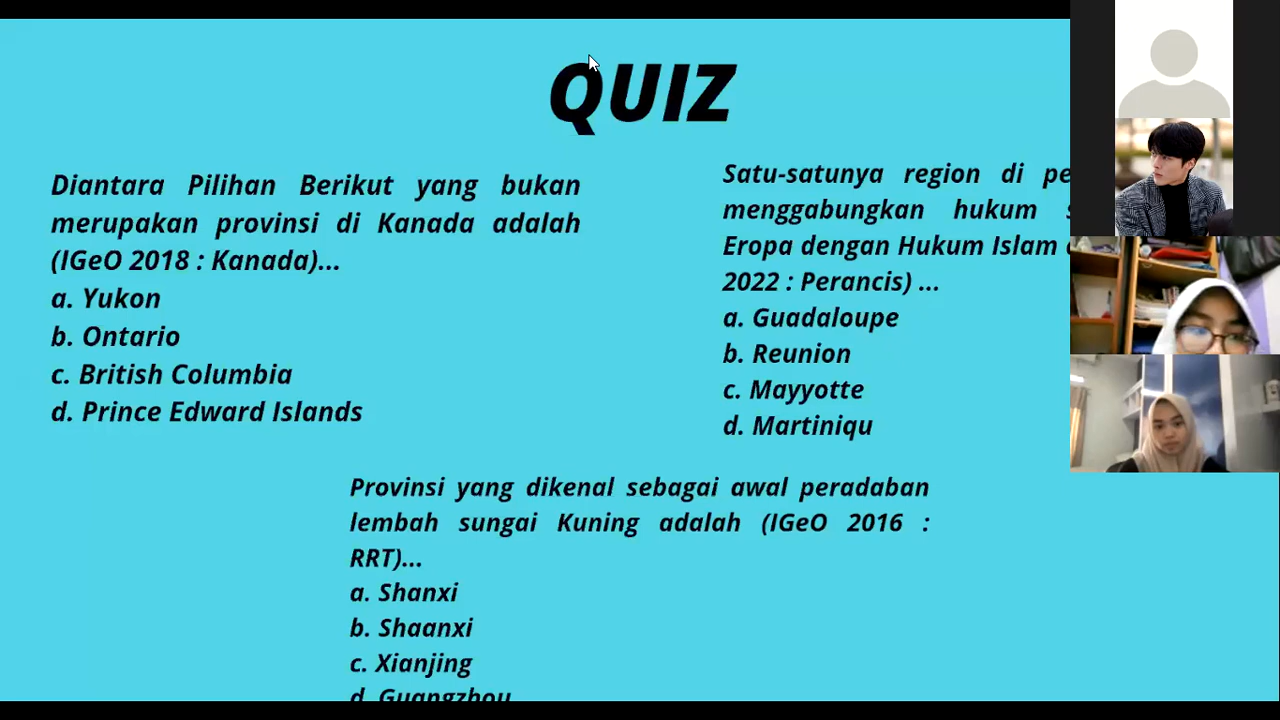 QUIZ
Diantara Pilihan Berikut yang bukan
merupakan provinsi di Kanada adalah
(IGeO 2018 : Kanada)...
a. Yukon
b. Ontario
c. British Columbia
d. Prince Edward Islands
Satu-satunya region di
menggabungkan hukum
Eropa dengan Hukum Islam
2022 : Perancis) ...
a. Guadaloupe
b. Reunion
c. Mayyotte
d. Martiniqu
Provinsi yang dikenal sebagai awal peradaban
lembah sungai Kuning adalah (IGeO 2016 :
RRT)...
a. Shanxi
b. Shaanxi
c. Xianjing
d. Guangzhou